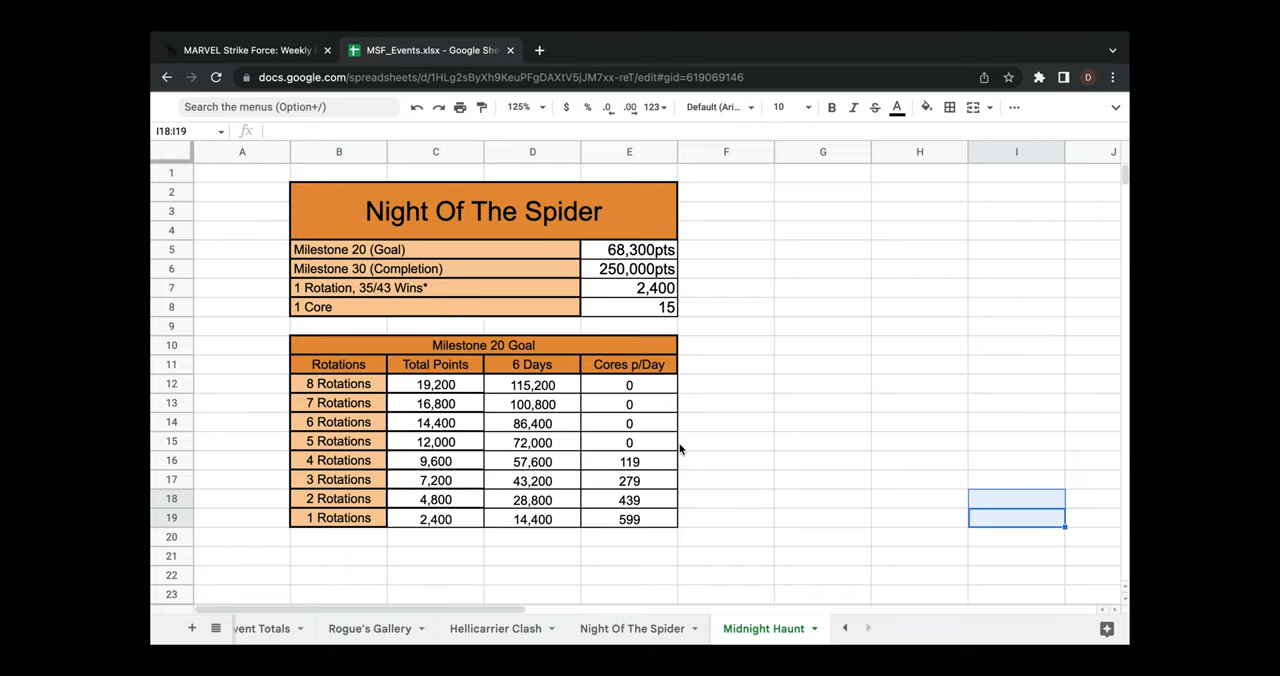 MARVEL Strike Force: Weekly
MSF_Events.xlsx - Google She
docs.google.com/spreadsheets/d/1HLg2sByXh9KeuPFgDAXtV5jJM7xx-reT/edit#gid=619069146
D
Search the menus (Option+/)
125%
$ % .0 .00 123
Default (Ari...
10
B I S A
I18:I19
fx
A B C D E F G H I J
1
2
3 Night Of The Spider
4
5 Milestone 20 (Goal) 68,300pts
6 Milestone 30 (Completion) 250,000pts
7 1 Rotation, 35/43 Wins* 2,400
8 1 Core 15
9
10 Milestone 20 Goal
11 Rotations Total Points 6 Days Cores p/Day
12 8 Rotations 19,200 115,200 0
13 7 Rotations 16,800 100,800 0
14 6 Rotations 14,400 86,400 0
15 5 Rotations 12,000 72,000 0
16 4 Rotations 9,600 57,600 119
17 3 Rotations 7,200 43,200 279
18 2 Rotations 4,800 28,800 439
19 1 Rotations 2,400 14,400 599
20
21
22
23
vent Totals Rogue's Gallery Hellicarrier Clash Night Of The Spider Midnight Haunt